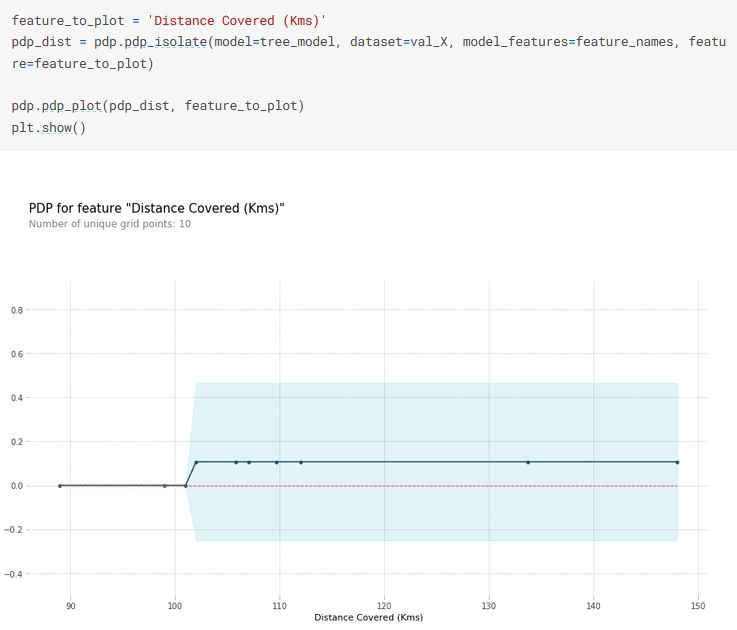 feature_to_plot = 'Distance Covered (Kms)'
pdp_dist = pdp.pdp_isolate(model=tree_model, dataset=val_X, model_features=feature_names, featu
re=feature_to_plot)
pdp.pdp_plot(pdp_dist, feature_to_plot)
plt.show()
PDP for feature "Distance Covered (Kms)"
Number of unique grid points: 10
0.8
0.6
0.4
0.2
0.0
−0.2
−0.4
90 100 110 120 130 140 150
Distance Covered (Kms)